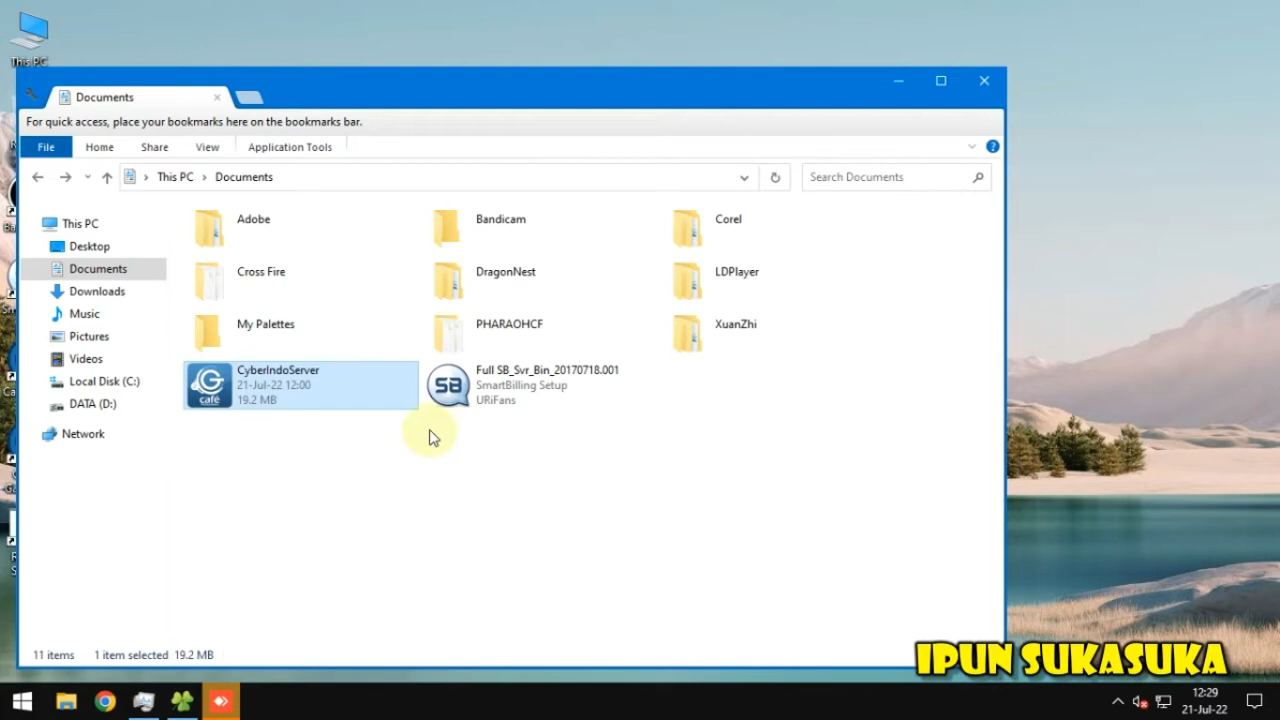 This PC
Documents
For quick access, place your bookmarks here on the bookmarks bar.
File Home Share View Application Tools
This PC > Documents
Search Documents
This PC
Desktop
Documents
Downloads
Music
Pictures
Videos
Local Disk (C:)
DATA (D:)
Network
Adobe
Bandicam
Corel
Cross Fire
DragonNest
LDPlayer
My Palettes
PHARAOHCF
XuanZhi
G
café
CyberIndoServer
21-Jul-22 12:00
19.2 MB
SB
Full SB_Svr_Bin_20170718.001
SmartBilling Setup
URiFans
11 items 1 item selected 19.2 MB
IPUN SUKASUKA
12:29
21-Jul-22